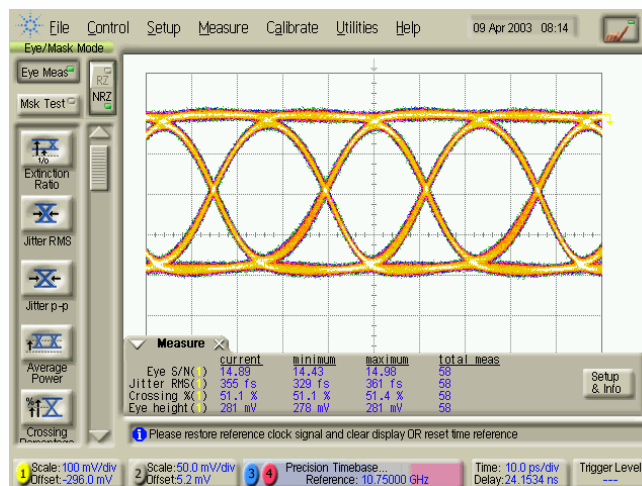 File Control Setup Measure Calibrate Utilities Help 09 Apr 2003 08:14
Eye/Mask Mode
Eye Meas
RZ
NRZ
Msk Test
1/0
Extinction
Ratio
Jitter RMS
Jitter p-p
Average
Power
%
Crossing
Percentage
Measure
current minimum maximum total meas
Eye S/N(1) 14.89 14.43 14.98 58
Jitter RMS(1) 355 fs 329 fs 361 fs 58
Crossing %(1) 51.1 % 51.1 % 51.4 % 58
Eye height(1) 281 mV 278 mV 281 mV 58
Setup
& Info
Please restore reference clock signal and clear display OR reset time reference
1 Scale: 100 mV/div
Offset:-296.0 mV
2 Scale:50.0 mV/div
Offset:5.2 mV
3 4 Precision Timebase...
Reference: 10.75000 GHz
Time: 10.0 ps/div
Delay:24.1534 ns
Trigger Level
---